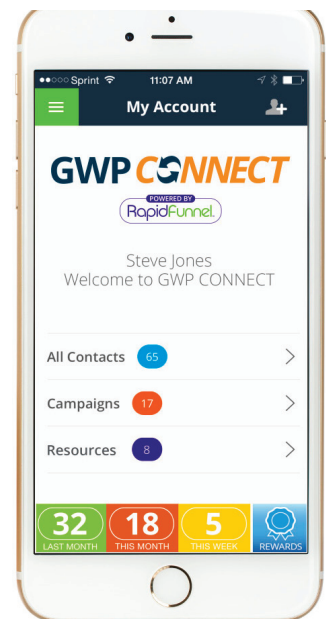 Sprint 11:07 AM
My Account
GWP CONNECT
POWERED BY
RapidFunnel
Steve Jones
Welcome to GWP CONNECT
All Contacts 65
Campaigns 17
Resources 8
32 18 5
LAST MONTH THIS MONTH THIS WEEK REWARDS